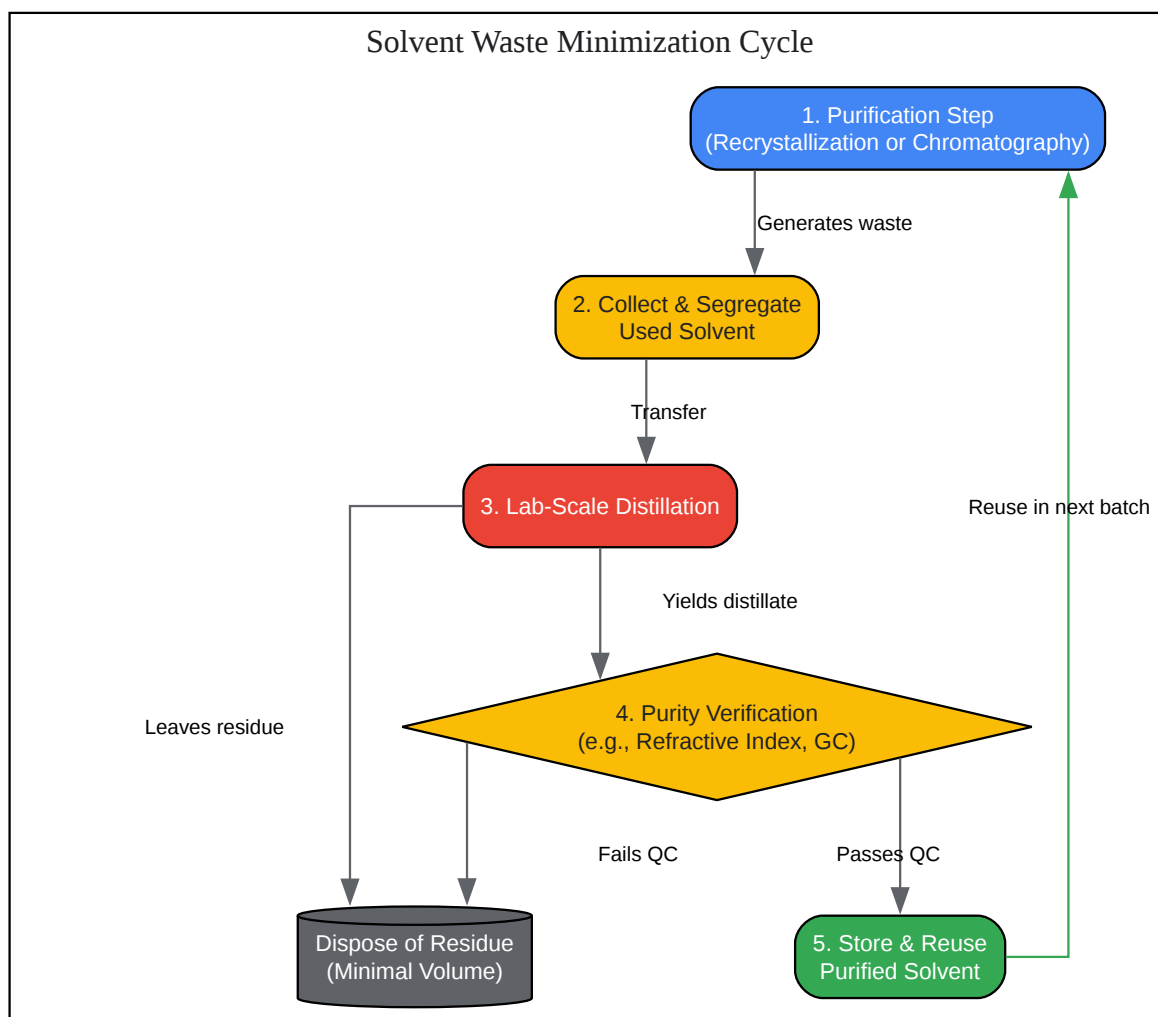 Solvent Waste Minimization Cycle
1. Purification Step
(Recrystallization or Chromatography)
Generates waste
2. Collect & Segregate
Used Solvent
Transfer
3. Lab-Scale Distillation
Reuse in next batch
Yields distillate
4. Purity Verification
(e.g., Refractive Index, GC)
Leaves residue
Fails QC
Passes QC
Dispose of Residue
(Minimal Volume)
5. Store & Reuse
Purified Solvent